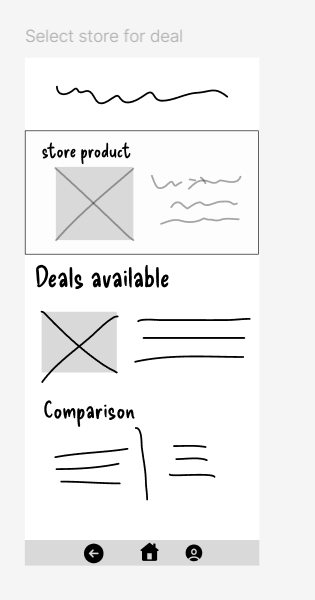 Select store for deal
store product
Deals available
Comparison